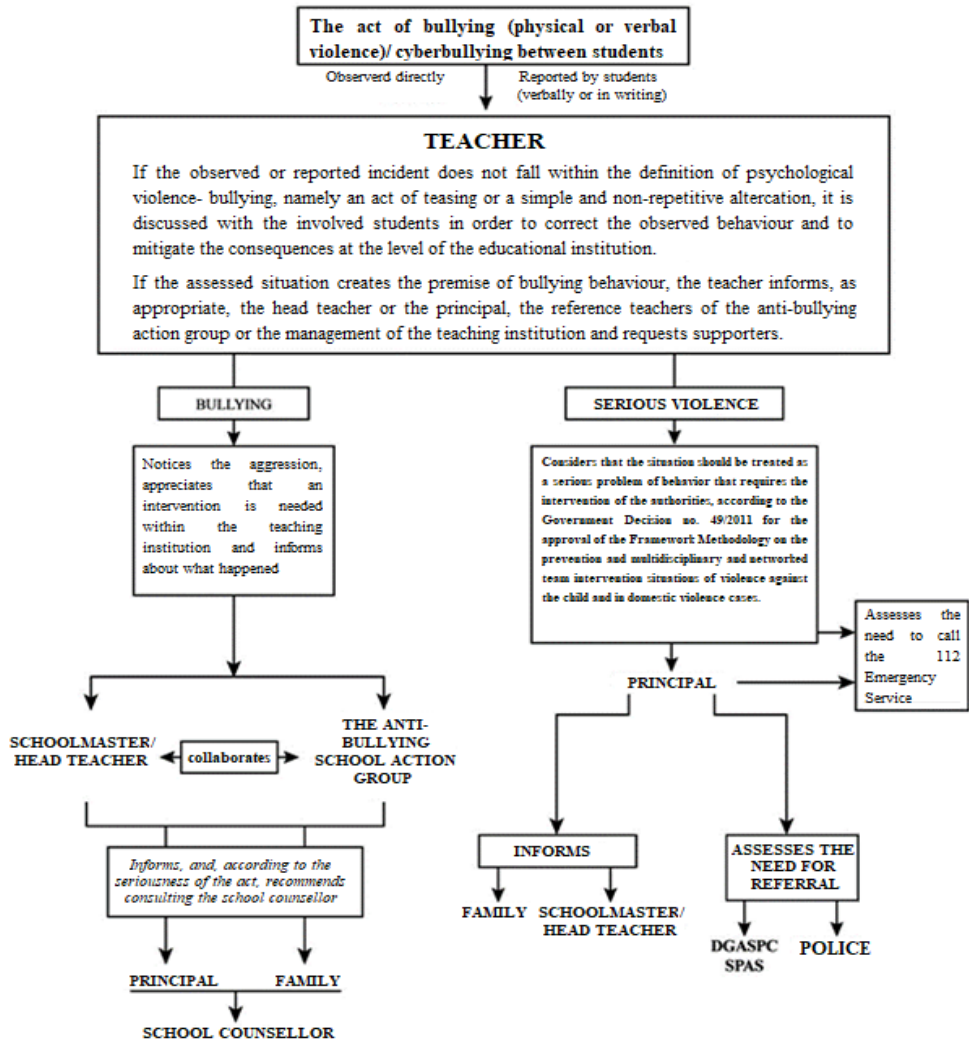 The act of bullying (physical or verbal
violence)/ cyberbullying between students
Observerd directly
Reported by students
(verbally or in writing)
TEACHER
If the observed or reported incident does not fall within the definition of psychological
violence- bullying, namely an act of teasing or a simple and non-repetitive altercation, it is
discussed with the involved students in order to correct the observed behaviour and to
mitigate the consequences at the level of the educational institution.
If the assessed situation creates the premise of bullying behaviour, the teacher informs, as
appropriate, the head teacher or the principal, the reference teachers of the anti-bullying
action group or the management of the teaching institution and requests supporters.
BULLYING
Notices the aggression,
appreciates that an
intervention is needed
within the teaching
institution and informs
about what happened
SCHOOLMASTER/
HEAD TEACHER
collaborates
THE ANTI-
BULLYING
SCHOOL ACTION
GROUP
Informs, and, according to the
seriousness of the act, recommends
consulting the school counsellor
PRINCIPAL
FAMILY
SCHOOL COUNSELLOR
SERIOUS VIOLENCE
Considers that the situation should be treated as
a serious problem of behavior that requires the
intervention of the authorities, according to the
Government Decision no. 49/2011 for the
approval of the Framework Methodology on the
prevention and multidisciplinary and networked
team intervention situations of violence against
the child and in domestic violence cases.
Assesses the
need to call
the 112
Emergency
Service
PRINCIPAL
INFORMS
FAMILY
SCHOOLMASTER/
HEAD TEACHER
ASSESSES THE
NEED FOR
REFERRAL
DGASPC
SPAS
POLICE